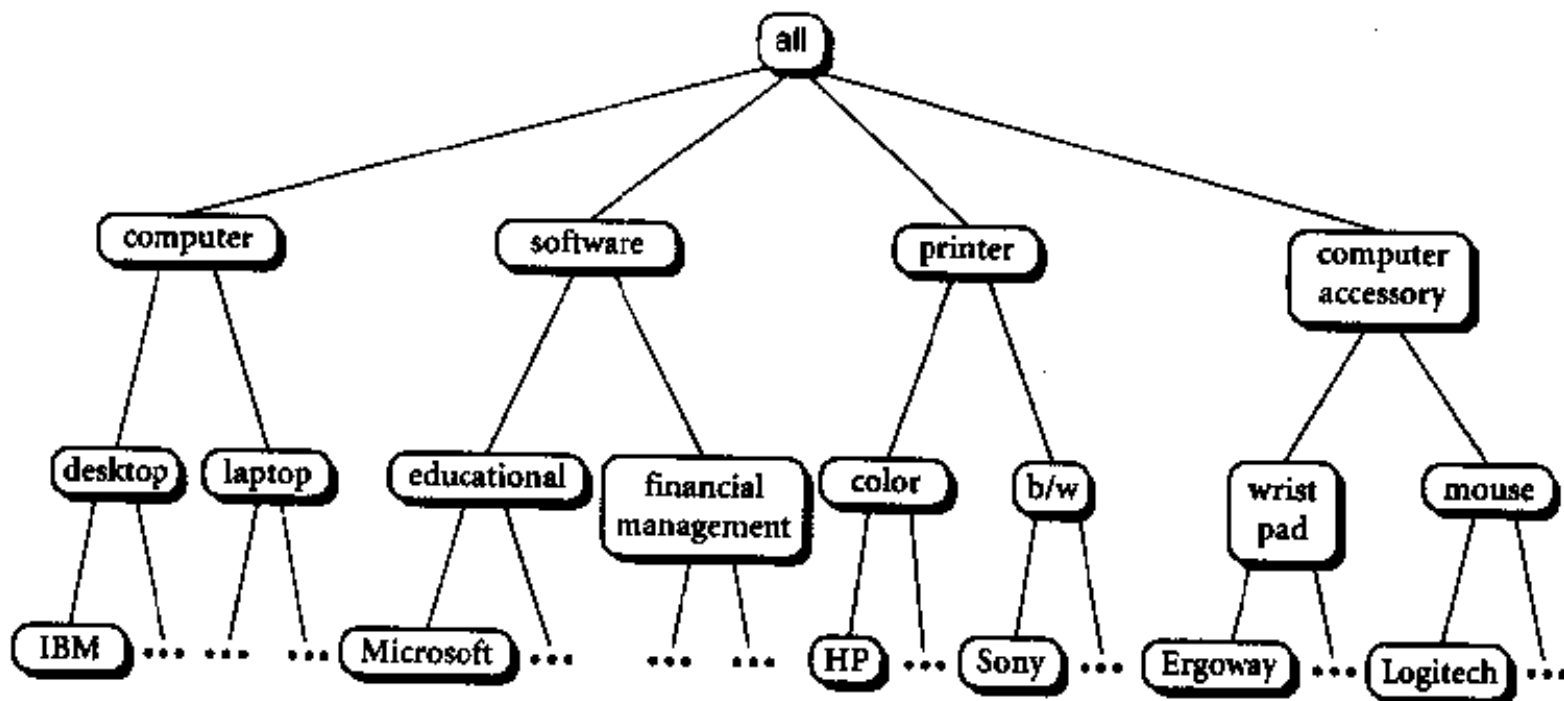 all
computer
software
printer
computer
accessory
desktop
laptop
educational
financial
management
color
b/w
wrist
pad
mouse
IBM
...
...
...
Microsoft
...
...
...
HP
...
Sony
...
Ergoway
...
Logitech
...